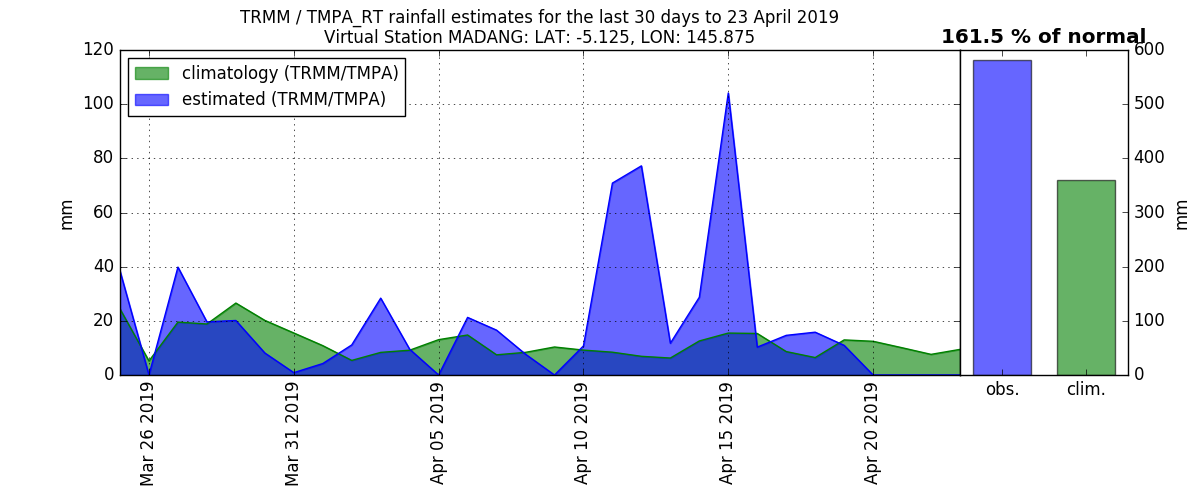 TRMM / TMPA_RT rainfall estimates for the last 30 days to 23 April 2019
Virtual Station MADANG: LAT: -5.125, LON: 145.875
161.5 % of normal
climatology (TRMM/TMPA)
estimated (TRMM/TMPA)
mm
120
100
80
60
40
20
0
Mar 26 2019
Mar 31 2019
Apr 05 2019
Apr 10 2019
Apr 15 2019
Apr 20 2019
600
500
400
300
200
100
0
mm
obs.
clim.